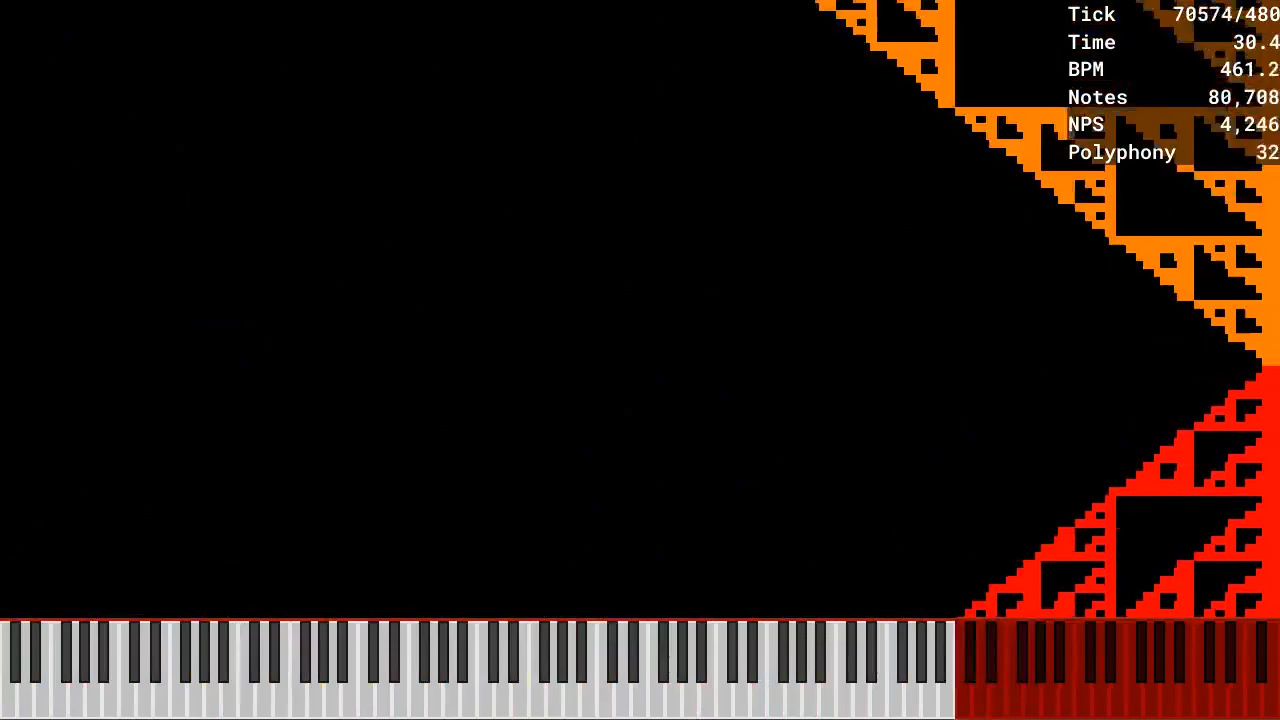 Tick 70574/480
Time 30.4
BPM 461.2
Notes 80,708
NPS 4,246
Polyphony 32